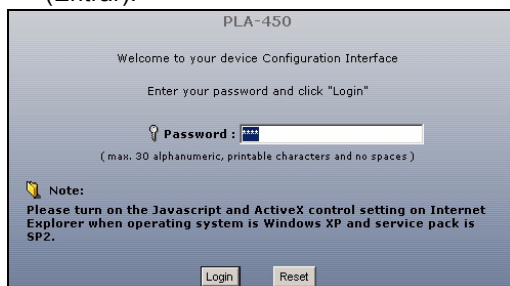 (Entrar).
PLA-450
Welcome to your device Configuration Interface
Enter your password and click "Login"
Password : ****
( max. 30 alphanumeric, printable characters and no spaces )
Note:
Please turn on the Javascript and ActiveX control setting on Internet
Explorer when operating system is Windows XP and service pack is
SP2.
Login Reset